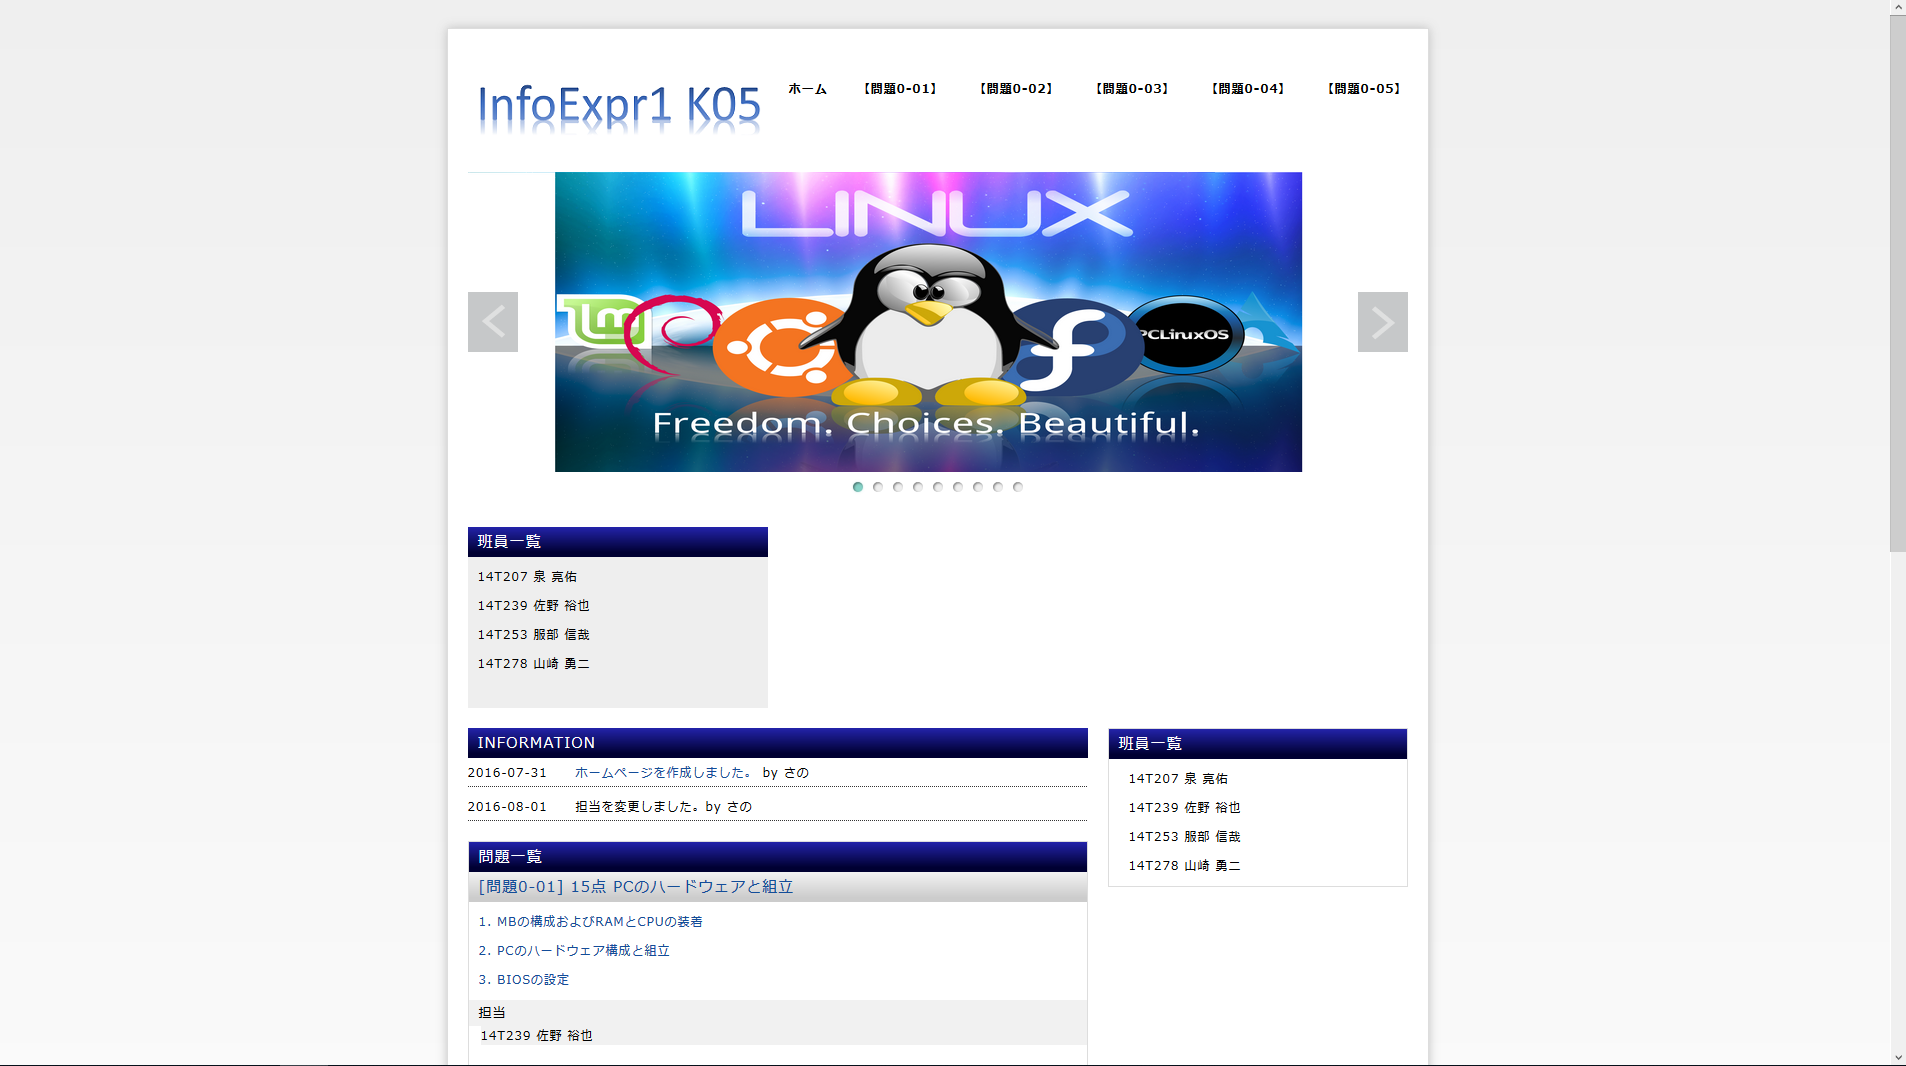 InfoExpr1 K05
ホーム
【問題0-01】
【問題0-02】
【問題0-03】
【問題0-04】
【問題0-05】
LINUX
PCLinuxOS
Freedom. Choices. Beautiful.
班員一覧
14T207 泉 亮佑
14T239 佐野 裕也
14T253 服部 信哉
14T278 山崎 勇二
INFORMATION
2016-07-31 ホームページを作成しました。 by さの
2016-08-01 担当を変更しました。by さの
班員一覧
14T207 泉 亮佑
14T239 佐野 裕也
14T253 服部 信哉
14T278 山崎 勇二
問題一覧
[問題0-01] 15点 PCのハードウェアと組立
1. MBの構成およびRAMとCPUの装着
2. PCのハードウェア構成と組立
3. BIOSの設定
担当
14T239 佐野 裕也